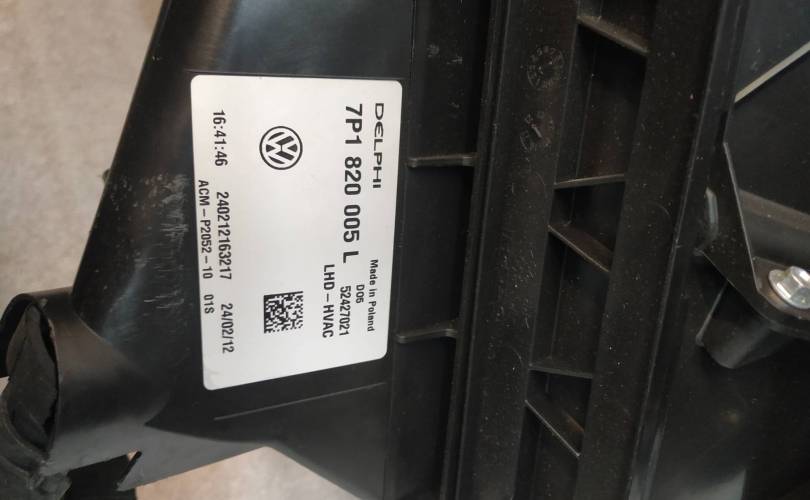 DELPHI
7P1 820 005 L
Made in Poland
D06
52427021
LHD-HVAC
16:41:46 240212163217 24/02/12
ACM-P2052-10 01S